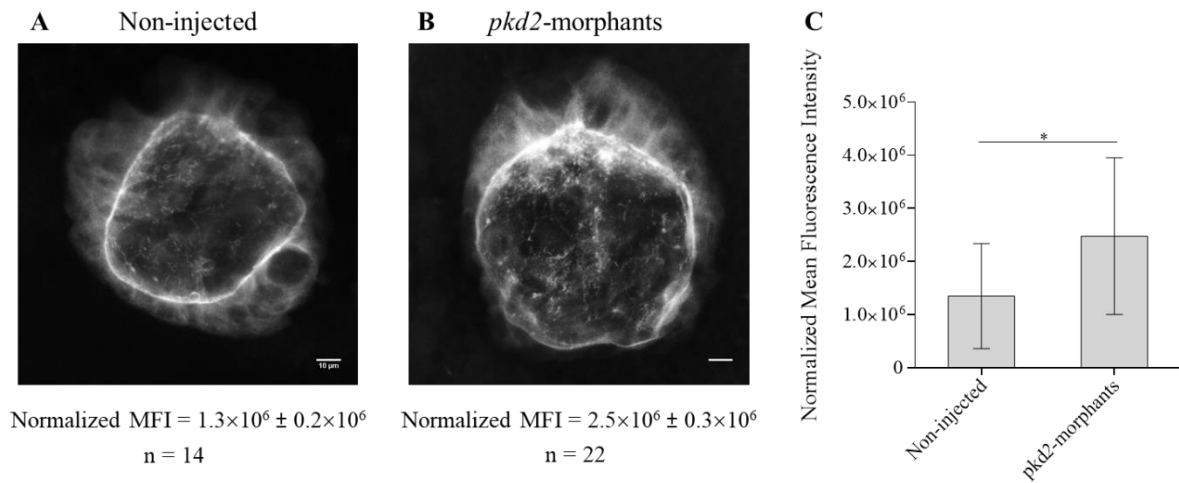 A Non-injected
B pkd2-morphants
C
10 µm
Normalized MFI = 1.3×10⁶ ± 0.2×10⁶
n = 14
Normalized MFI = 2.5×10⁶ ± 0.3×10⁶
n = 22
Normalized Mean Fluorescence Intensity
5.0×10⁶
4.0×10⁶
3.0×10⁶
2.0×10⁶
1.0×10⁶
0
*
Non-injected
pkd2-morphants